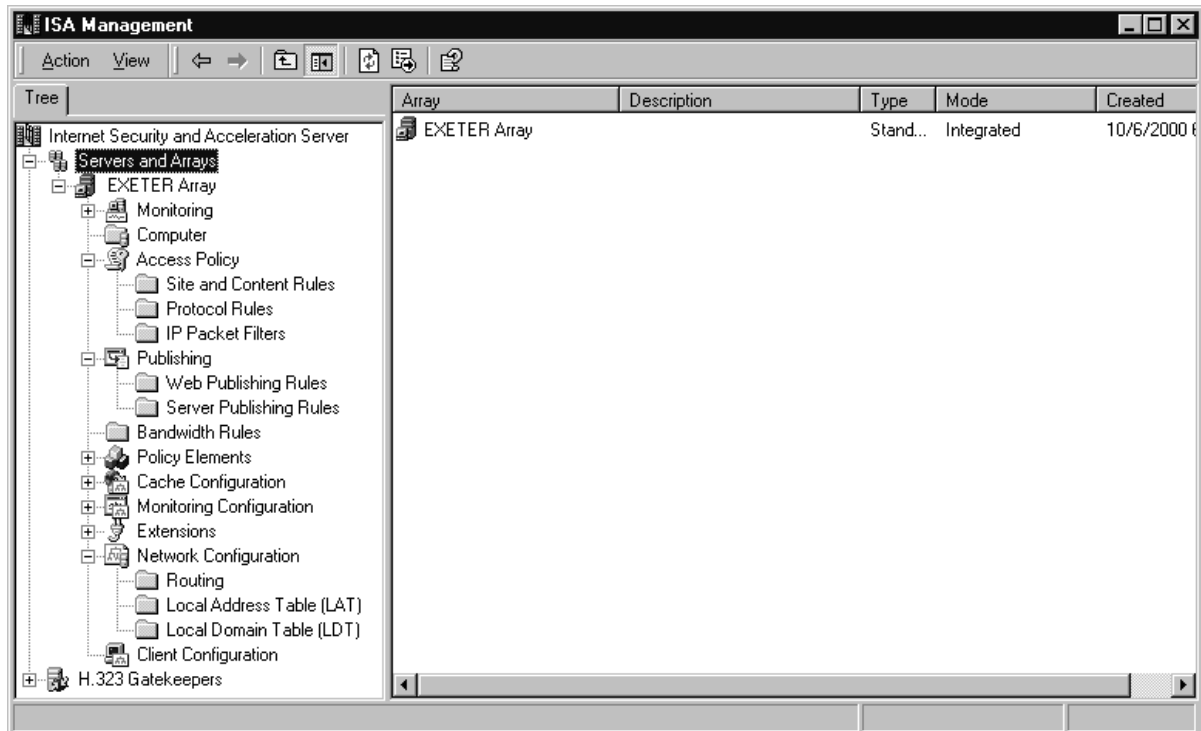 ISA Management
Action View
Tree
Array Description Type Mode Created
Internet Security and Acceleration Server
EXETER Array Stand... Integrated 10/6/2000
Servers and Arrays
EXETER Array
Monitoring
Computer
Access Policy
Site and Content Rules
Protocol Rules
IP Packet Filters
Publishing
Web Publishing Rules
Server Publishing Rules
Bandwidth Rules
Policy Elements
Cache Configuration
Monitoring Configuration
Extensions
Network Configuration
Routing
Local Address Table (LAT)
Local Domain Table (LDT)
Client Configuration
H.323 Gatekeepers